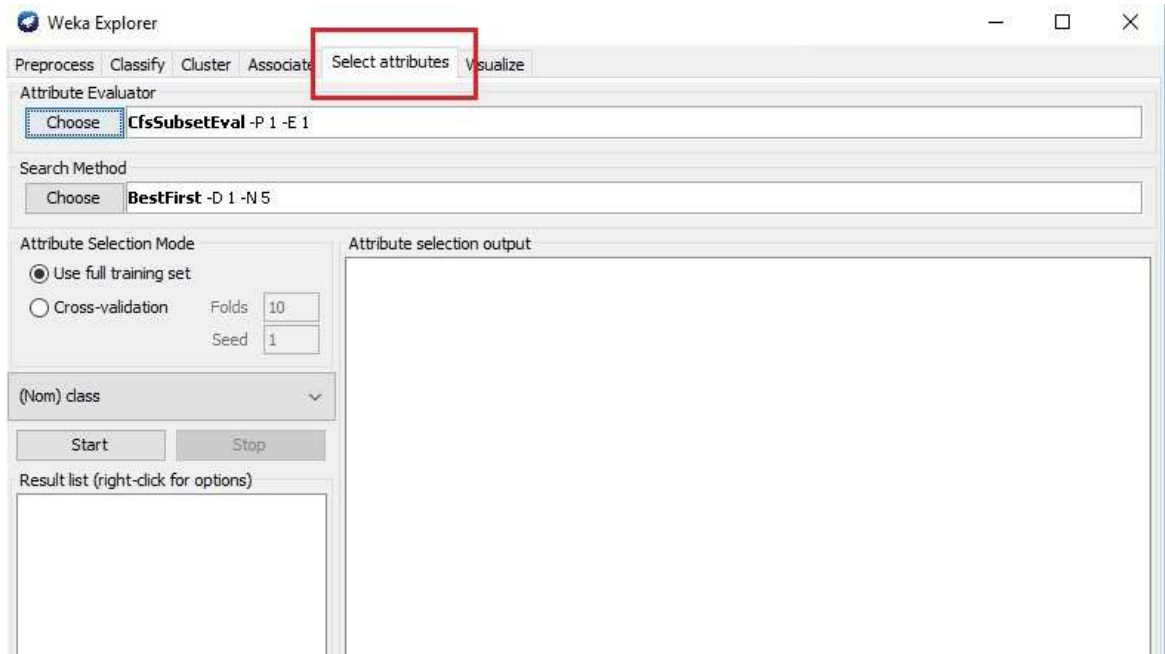 Weka Explorer
Preprocess Classify Cluster Associate Select attributes Visualize
Attribute Evaluator
Choose CfsSubsetEval -P 1 -E 1
Search Method
Choose BestFirst -D 1 -N 5
Attribute Selection Mode
Use full training set
Cross-validation Folds 10
Seed 1
(Nom) class
Start Stop
Result list (right-click for options)
Attribute selection output